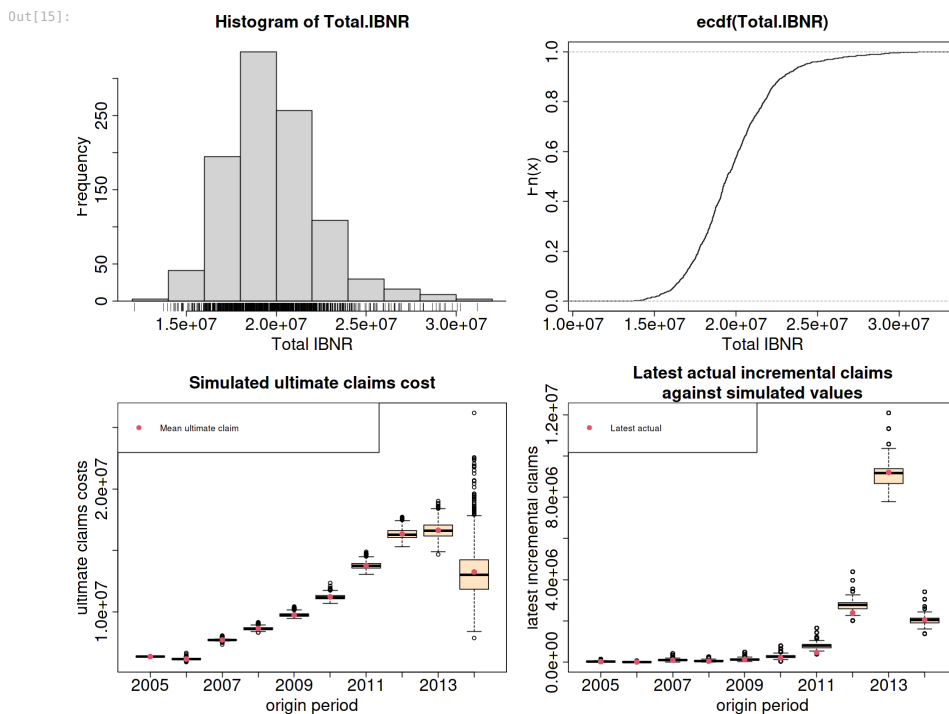 Out[15]:
Histogram of Total.IBNR
Frequency
0
50
150
250
1.5e+07 2.0e+07 2.5e+07 3.0e+07
Total IBNR
ecdf(Total.IBNR)
Fn(x)
0.0
0.2
0.4
0.6
0.8
1.0
1.0e+07 1.5e+07 2.0e+07 2.5e+07 3.0e+07
Total IBNR
Simulated ultimate claims cost
Mean ultimate claim
ultimate claims costs
1.0e+07
2.0e+07
2005 2007 2009 2011 2013
origin period
Latest actual incremental claims
against simulated values
Latest actual
latest incremental claims
0.0e+00
4.0e+06
8.0e+06
1.2e+07
2005 2007 2009 2011 2013
origin period